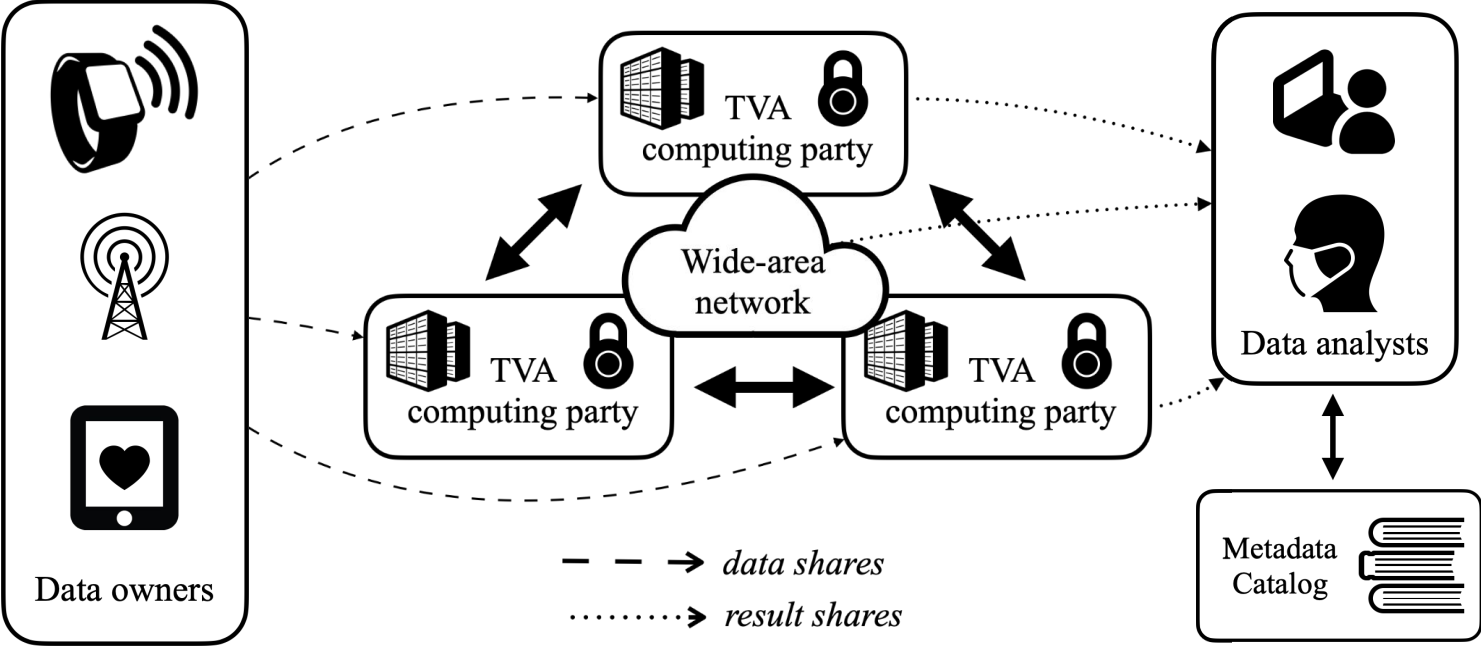 TVA
computing party
Wide-area
network
TVA
computing party
TVA
computing party
Data owners
Data analysts
Metadata
Catalog
data shares
result shares